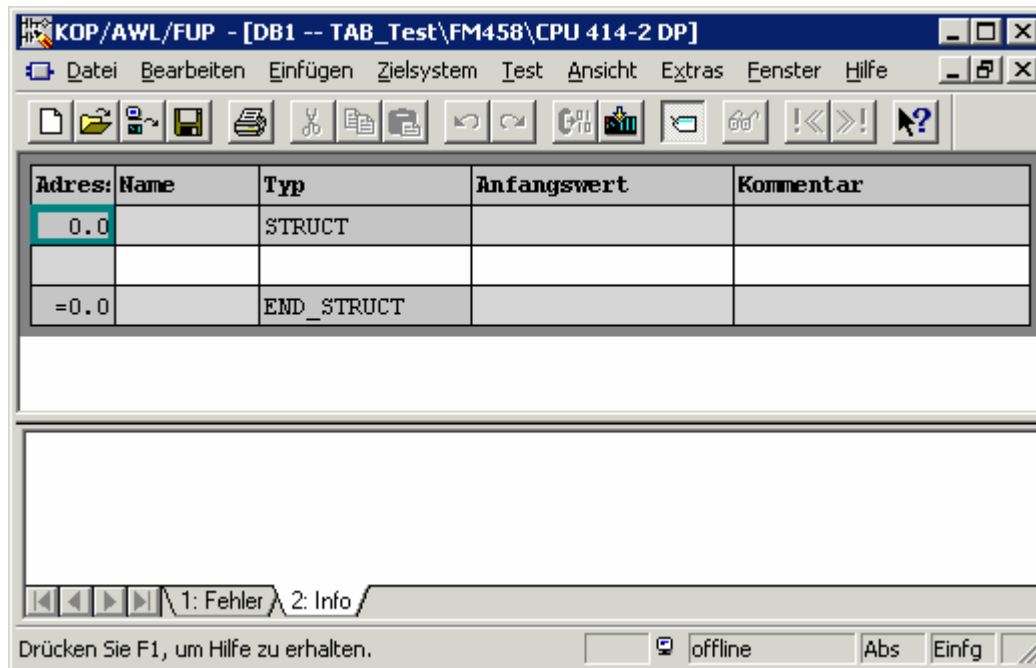 KOP/AWL/FUP - [DB1 -- TAB_Test\FM458\CPU 414-2 DP]
Datei Bearbeiten Einfügen Zielsystem Test Ansicht Extras Fenster Hilfe
Adres: Name Typ Anfangswert Kommentar
0.0 STRUCT
=0.0 END_STRUCT
1: Fehler 2: Info
Drücken Sie F1, um Hilfe zu erhalten. offline Abs Einfg